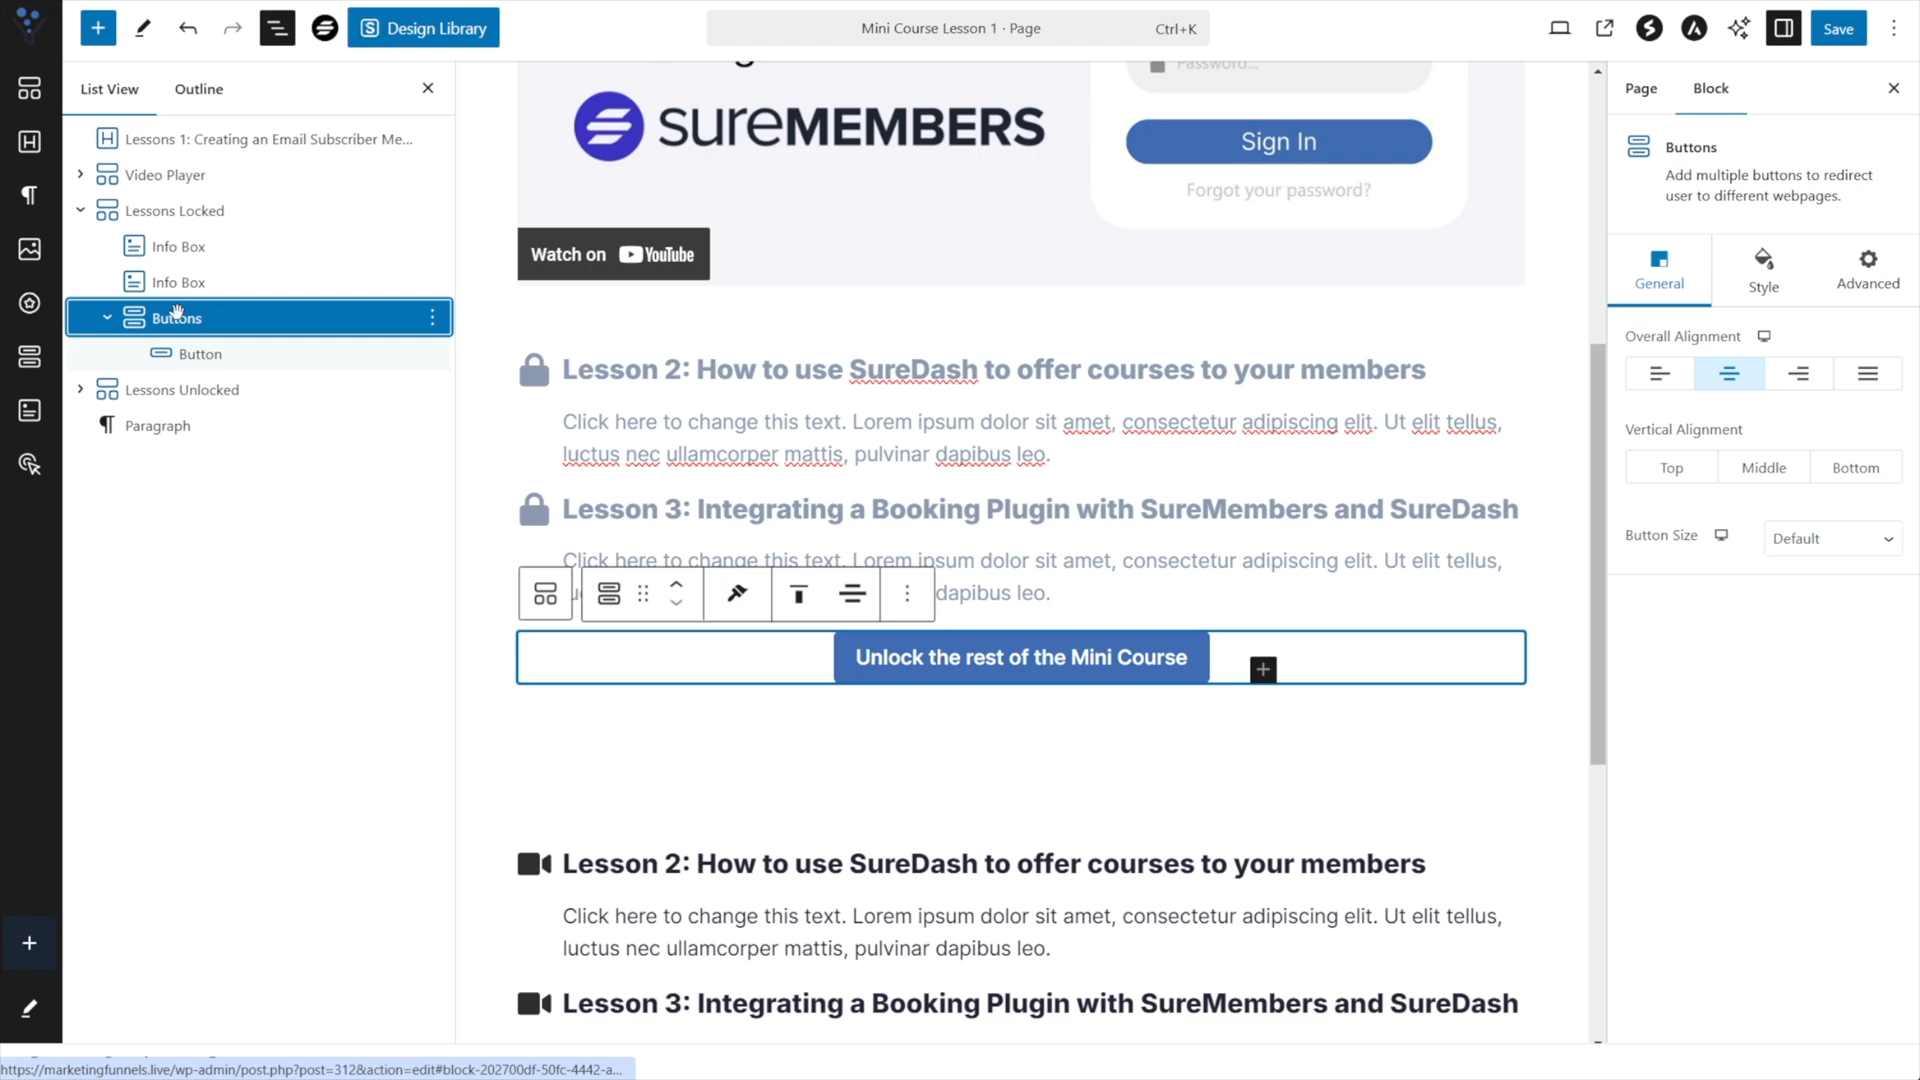 Design Library
Mini Course Lesson 1 · Page
Ctrl+K
Save
List View
Outline
Lessons 1: Creating an Email Subscriber Me...
Video Player
Lessons Locked
Info Box
Info Box
Buttons
Button
Lessons Unlocked
Paragraph
Password...
sureMEMBERS
Sign In
Forgot your password?
Watch on YouTube
Lesson 2: How to use SureDash to offer courses to your members
Click here to change this text. Lorem ipsum dolor sit amet, consectetur adipiscing elit. Ut elit tellus,
luctus nec ullamcorper mattis, pulvinar dapibus leo.
Lesson 3: Integrating a Booking Plugin with SureMembers and SureDash
Click here to change this text. Lorem ipsum dolor sit amet, consectetur adipiscing elit. Ut elit tellus,
dapibus leo.
Unlock the rest of the Mini Course
Lesson 2: How to use SureDash to offer courses to your members
Click here to change this text. Lorem ipsum dolor sit amet, consectetur adipiscing elit. Ut elit tellus,
luctus nec ullamcorper mattis, pulvinar dapibus leo.
Lesson 3: Integrating a Booking Plugin with SureMembers and SureDash
Page
Block
Buttons
Add multiple buttons to redirect
user to different webpages.
General
Style
Advanced
Overall Alignment
Vertical Alignment
Top
Middle
Bottom
Button Size
Default
https://marketingfunnels.live/wp-admin/post.php?post=312&action=edit#block-202700df-50fc-4442-a...